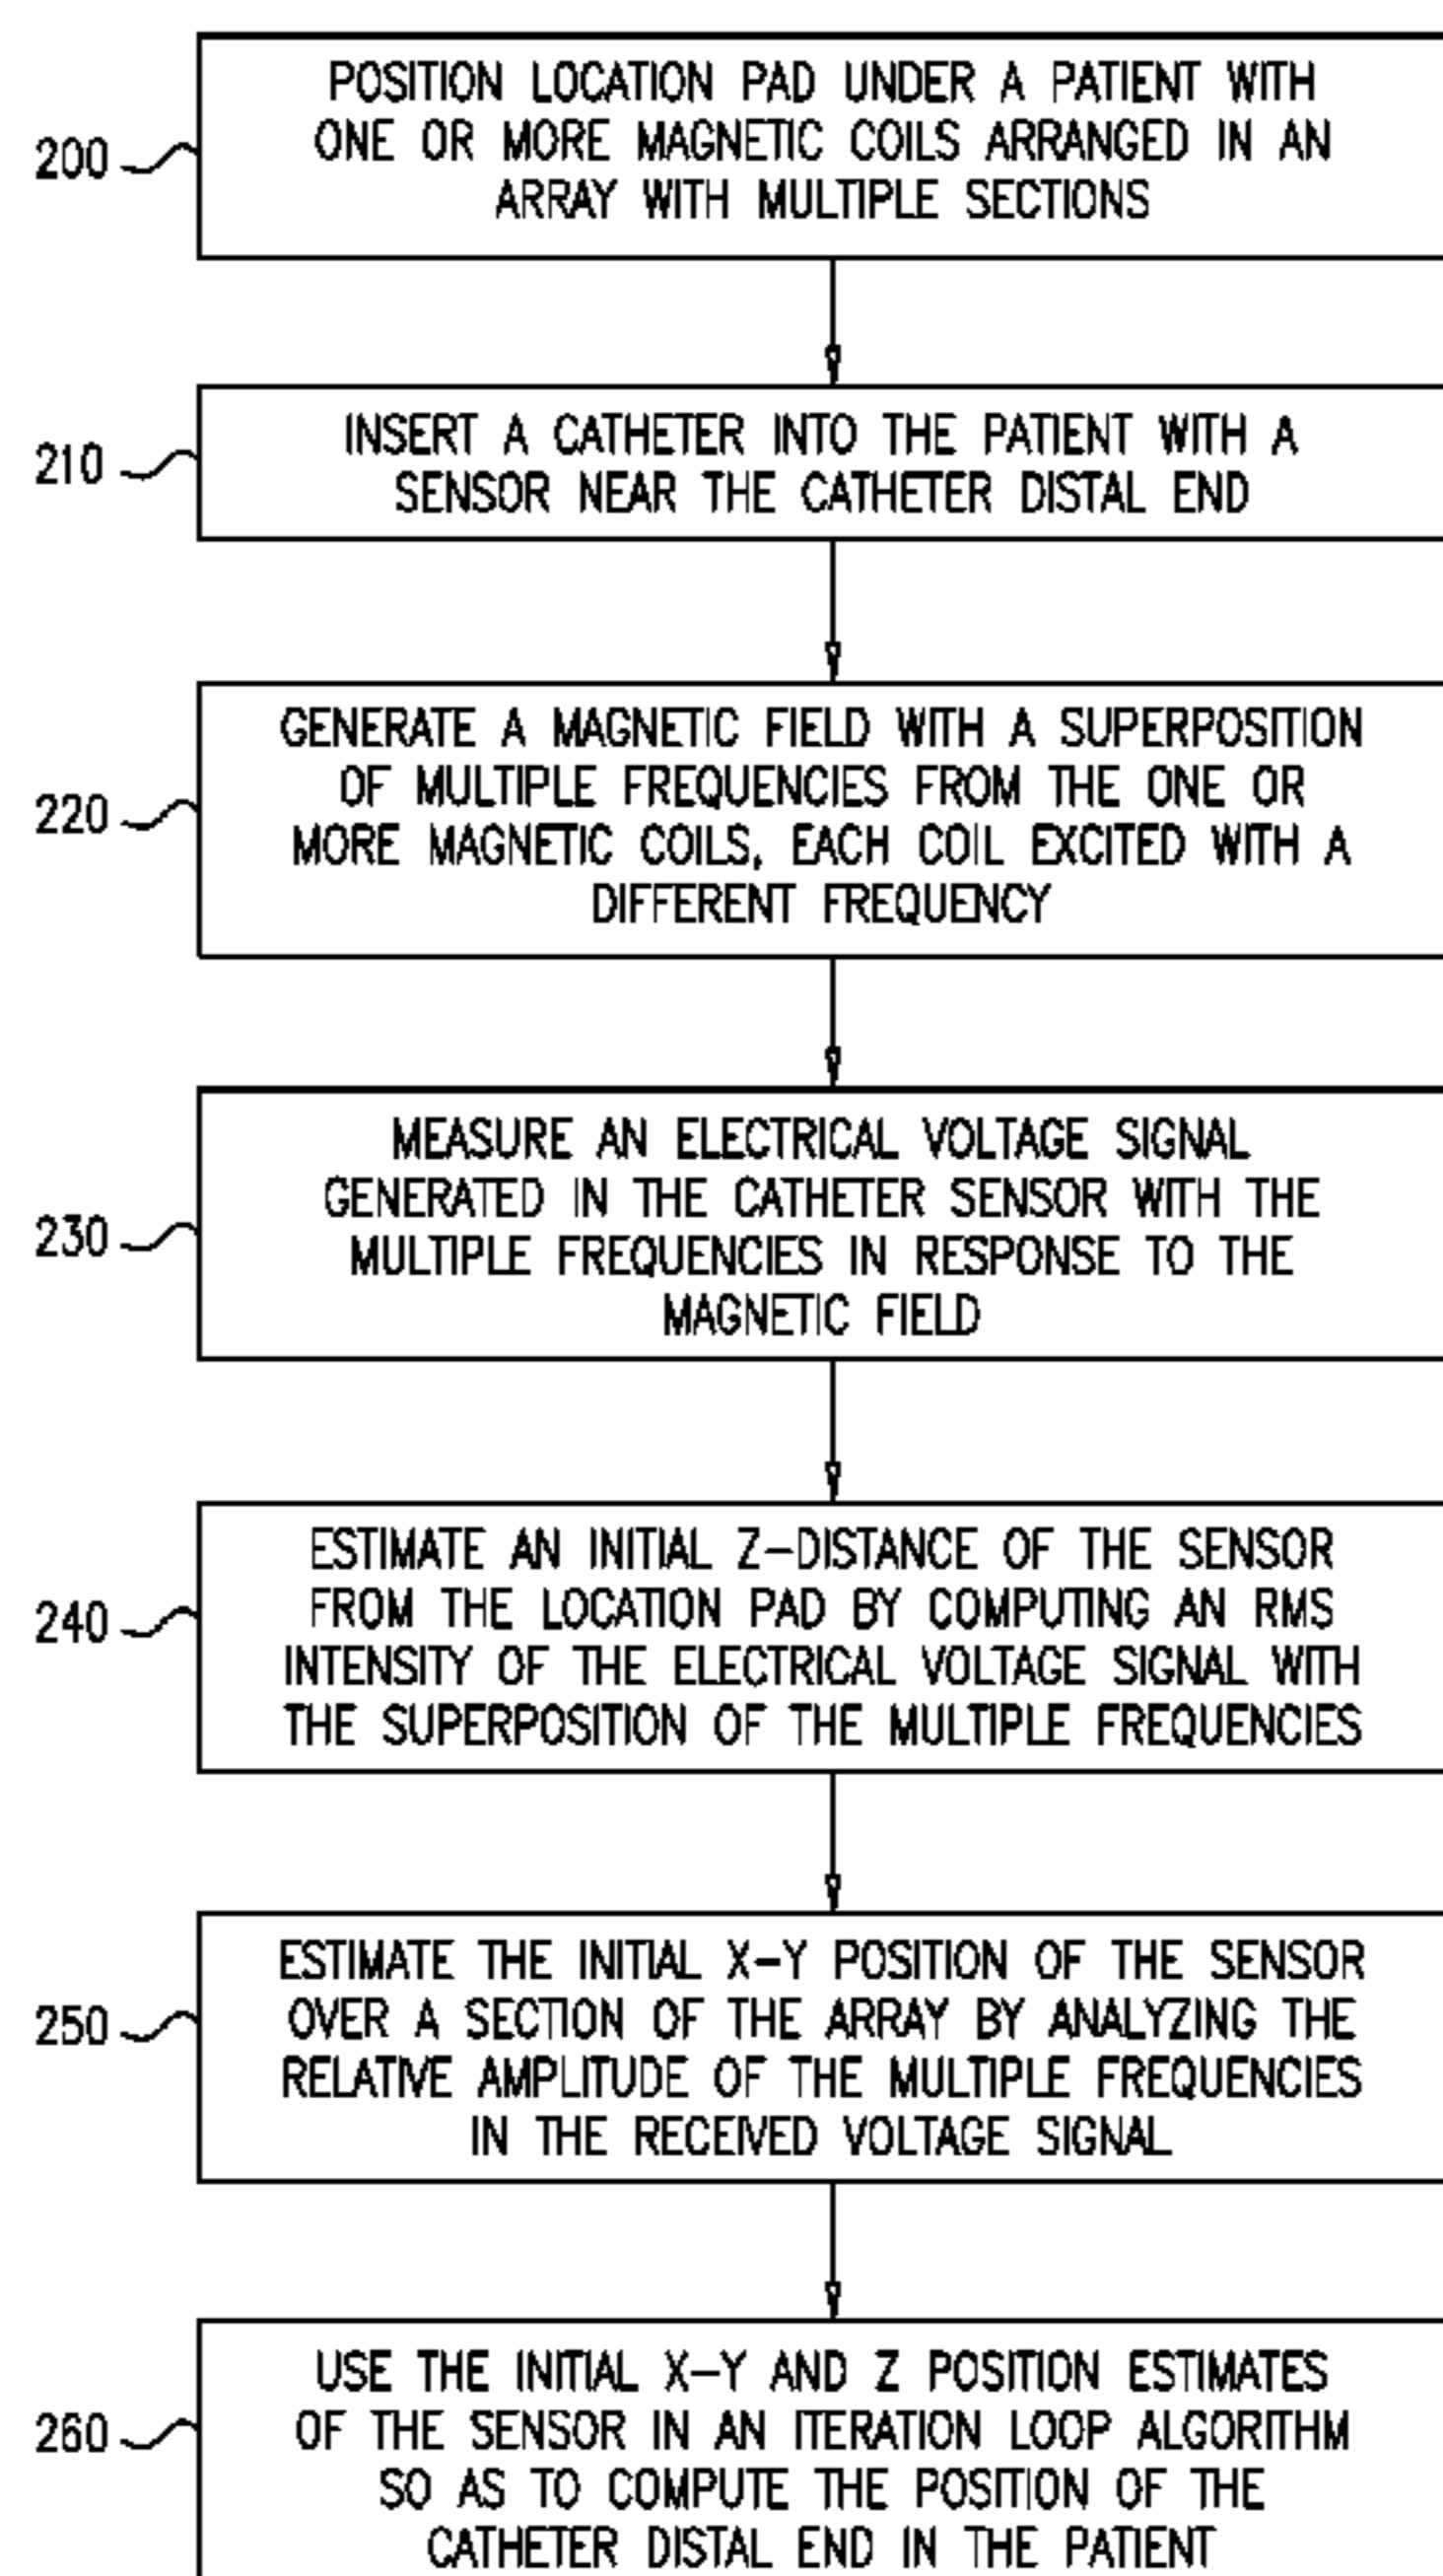 POSITION LOCATION PAD UNDER A PATIENT WITH
ONE OR MORE MAGNETIC COILS ARRANGED IN AN
ARRAY WITH MULTIPLE SECTIONS
200
INSERT A CATHETER INTO THE PATIENT WITH A
SENSOR NEAR THE CATHETER DISTAL END
210
GENERATE A MAGNETIC FIELD WITH A SUPERPOSITION
OF MULTIPLE FREQUENCIES FROM THE ONE OR
MORE MAGNETIC COILS, EACH COIL EXCITED WITH A
DIFFERENT FREQUENCY
220
MEASURE AN ELECTRICAL VOLTAGE SIGNAL
GENERATED IN THE CATHETER SENSOR WITH THE
MULTIPLE FREQUENCIES IN RESPONSE TO THE
MAGNETIC FIELD
230
ESTIMATE AN INITIAL Z-DISTANCE OF THE SENSOR
FROM THE LOCATION PAD BY COMPUTING AN RMS
INTENSITY OF THE ELECTRICAL VOLTAGE SIGNAL WITH
THE SUPERPOSITION OF THE MULTIPLE FREQUENCIES
240
ESTIMATE THE INITIAL X-Y POSITION OF THE SENSOR
OVER A SECTION OF THE ARRAY BY ANALYZING THE
RELATIVE AMPLITUDE OF THE MULTIPLE FREQUENCIES
IN THE RECEIVED VOLTAGE SIGNAL
250
USE THE INITIAL X-Y AND Z POSITION ESTIMATES
OF THE SENSOR IN AN ITERATION LOOP ALGORITHM
SO AS TO COMPUTE THE POSITION OF THE
CATHETER DISTAL END IN THE PATIENT
260